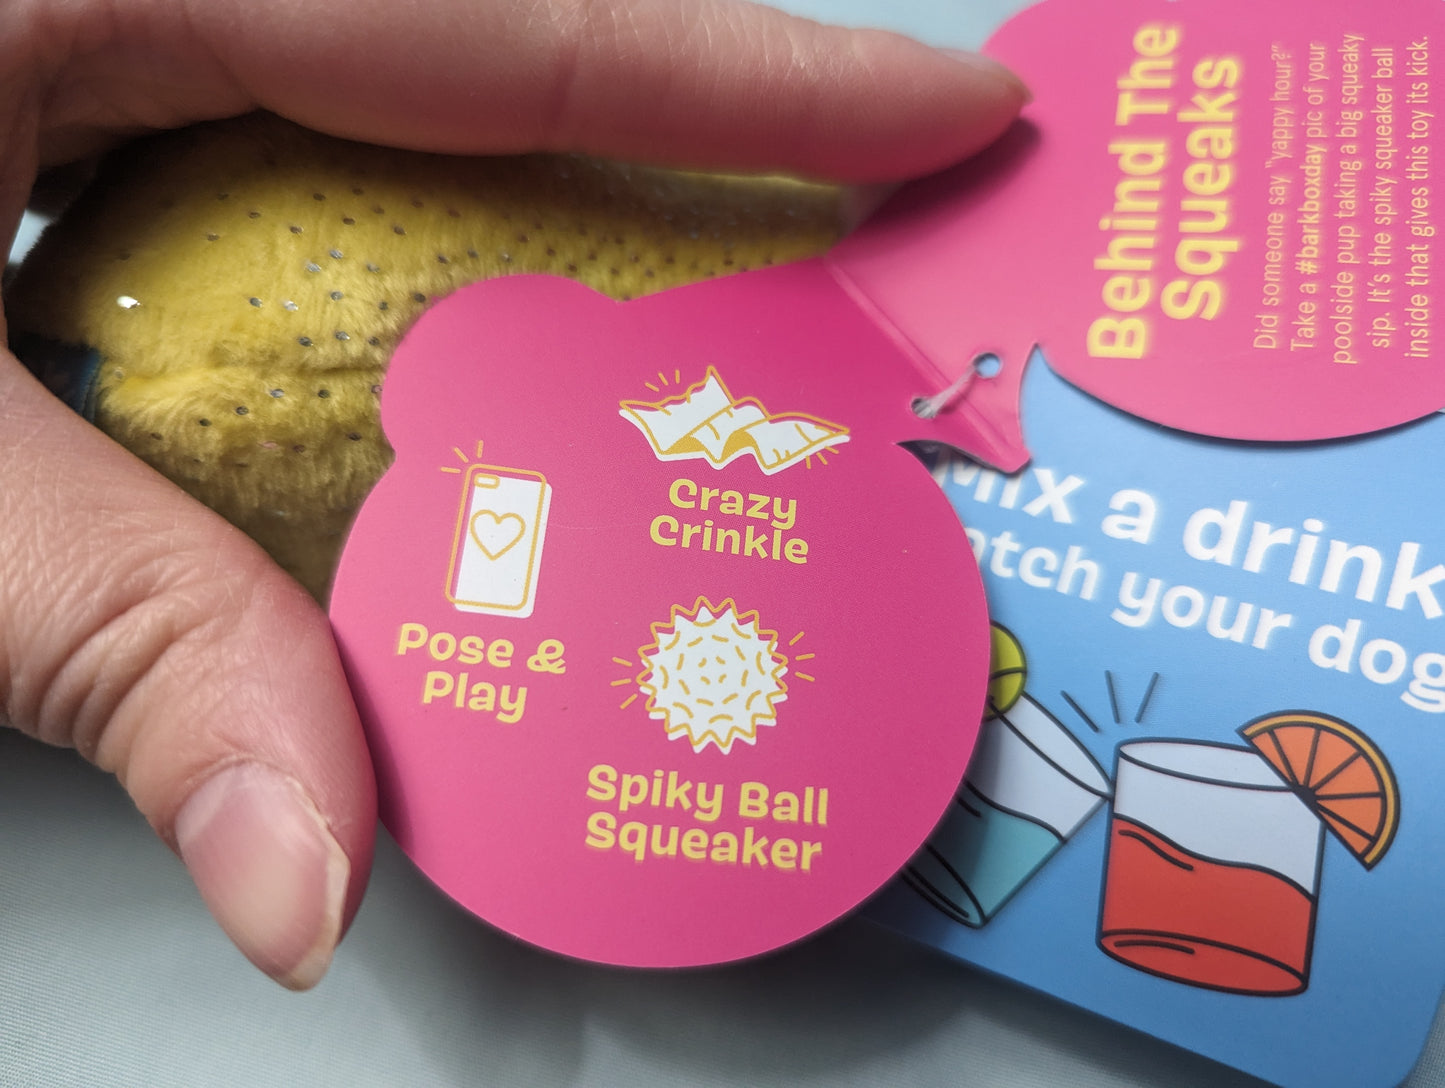 Behind The
Squeaks
Did someone say "yappy hour?"
Take a #barkboxday pic of your
poolside pup taking a big squeaky
sip. It's the spiky squeaker ball
inside that gives this toy its kick.
Crazy
Crinkle
Pose &
Play
Spiky Ball
Squeaker
Mix a drink
your dog